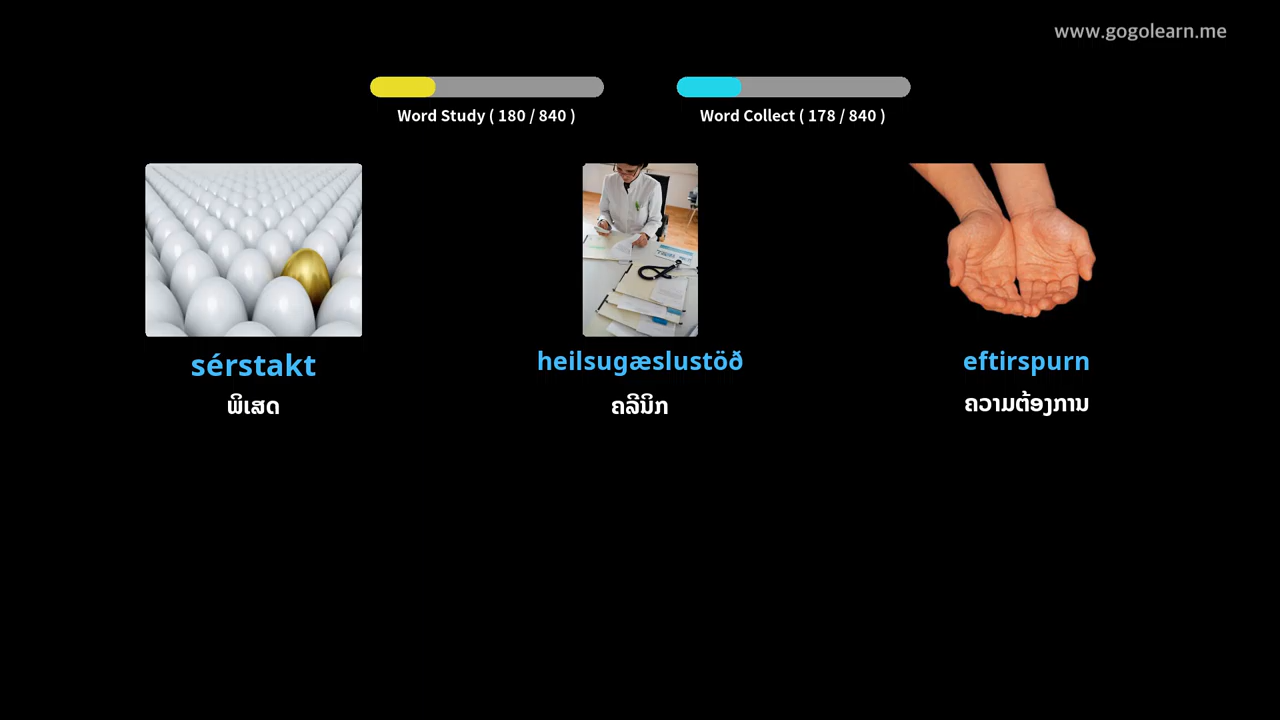 www.gogolearn.me
Word Study ( 180 / 840 )
Word Collect ( 178 / 840 )
sérstakt
ພິເສດ
heilsugæslustöð
ຄລີນິກ
eftirspurn
ຄວາມຕ້ອງການ